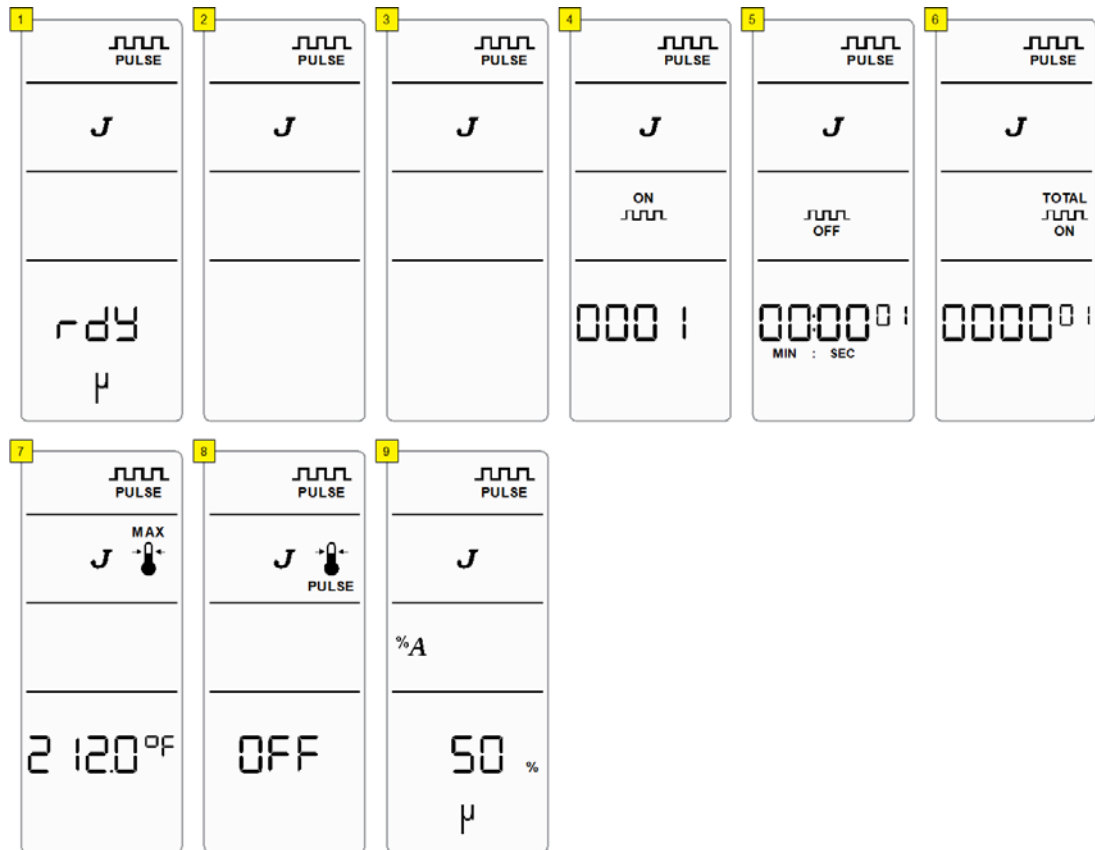 1
PULSE
J
rdy
µ
2
PULSE
J
3
PULSE
J
4
PULSE
J
ON
0001
5
PULSE
J
OFF
00:00 01
MIN : SEC
6
PULSE
J
TOTAL
ON
0000 01
7
PULSE
MAX
J
212.0°F
8
PULSE
J
PULSE
OFF
9
PULSE
J
%A
50 %
µ